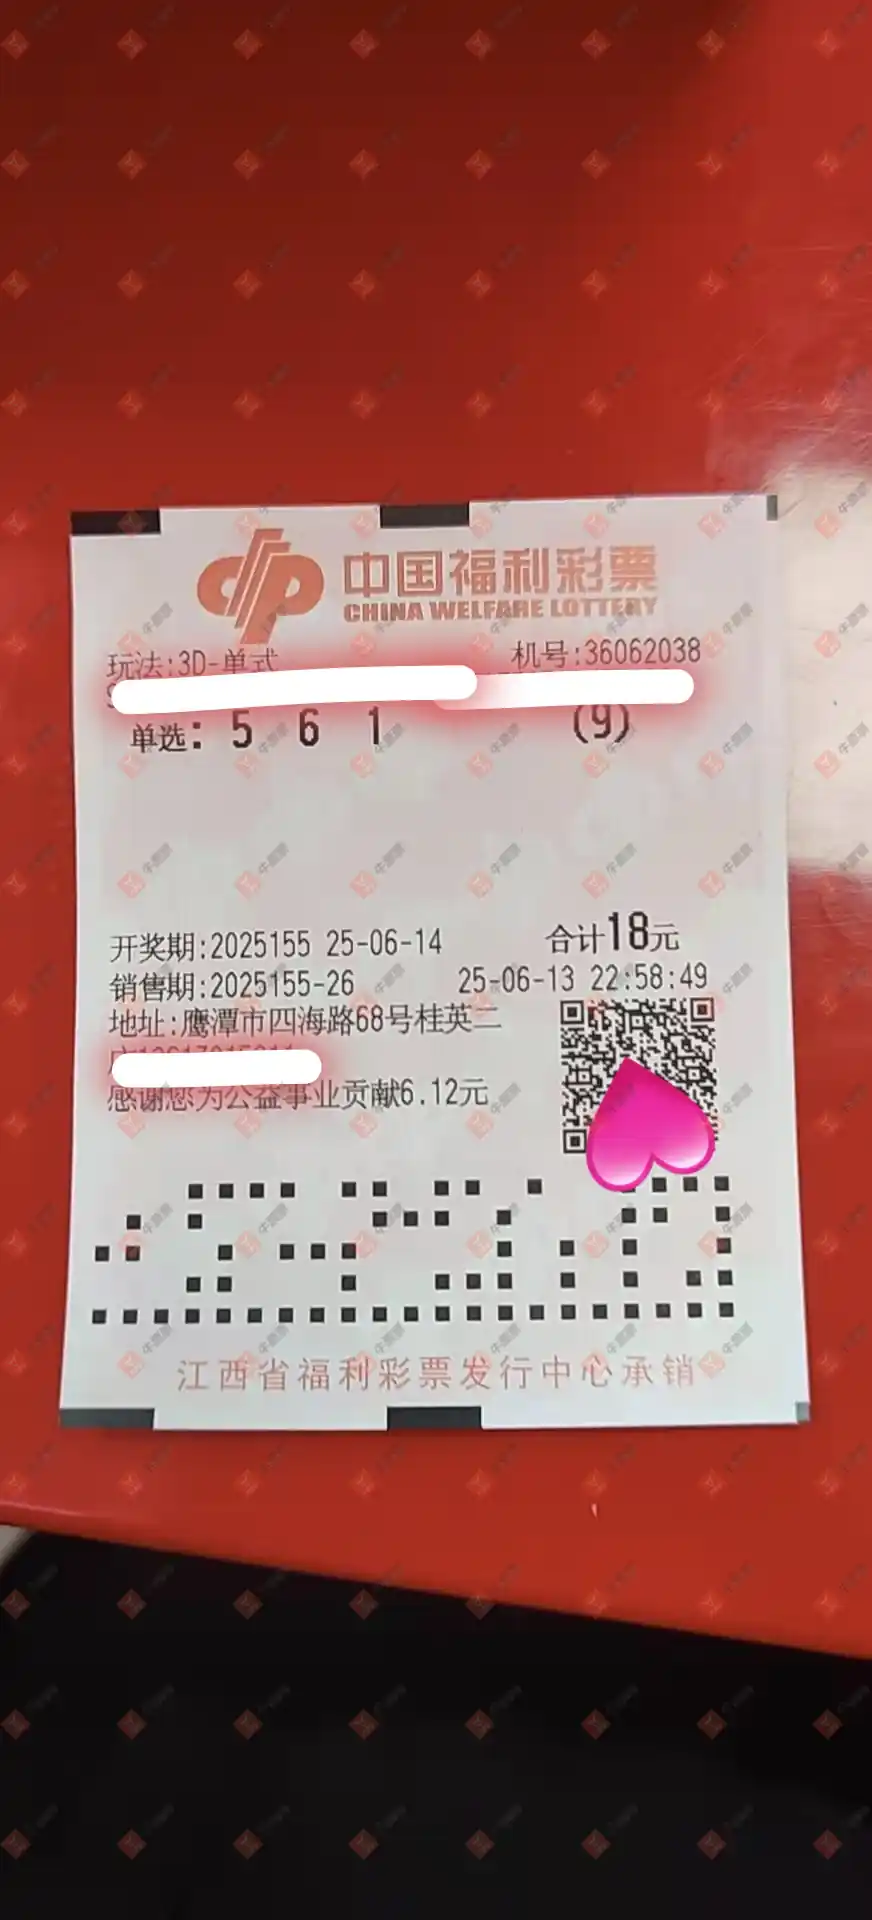 中国福利彩票
CHINA WELFARE LOTTERY
玩法:3D-单式 机号:36062038
单选: 5 6 1 (9)
开奖期:2025155 25-06-14 合计18元
销售期:2025155-26 25-06-13 22:58:49
地址:鹰潭市四海路68号桂英二
感谢您为公益事业贡献6.12元
江西省福利彩票发行中心承销